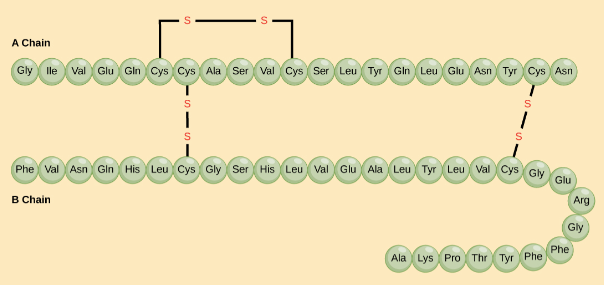 S S
A Chain
Gly Ile Val Glu Gln Cys Cys Ala Ser Val Cys Ser Leu Tyr Gln Leu Glu Asn Tyr Cys Asn
S S
S S
Phe Val Asn Gln His Leu Cys Gly Ser His Leu Val Glu Ala Leu Tyr Leu Val Cys Gly Glu
B Chain
Arg
Gly
Ala Lys Pro Thr Tyr Phe Phe